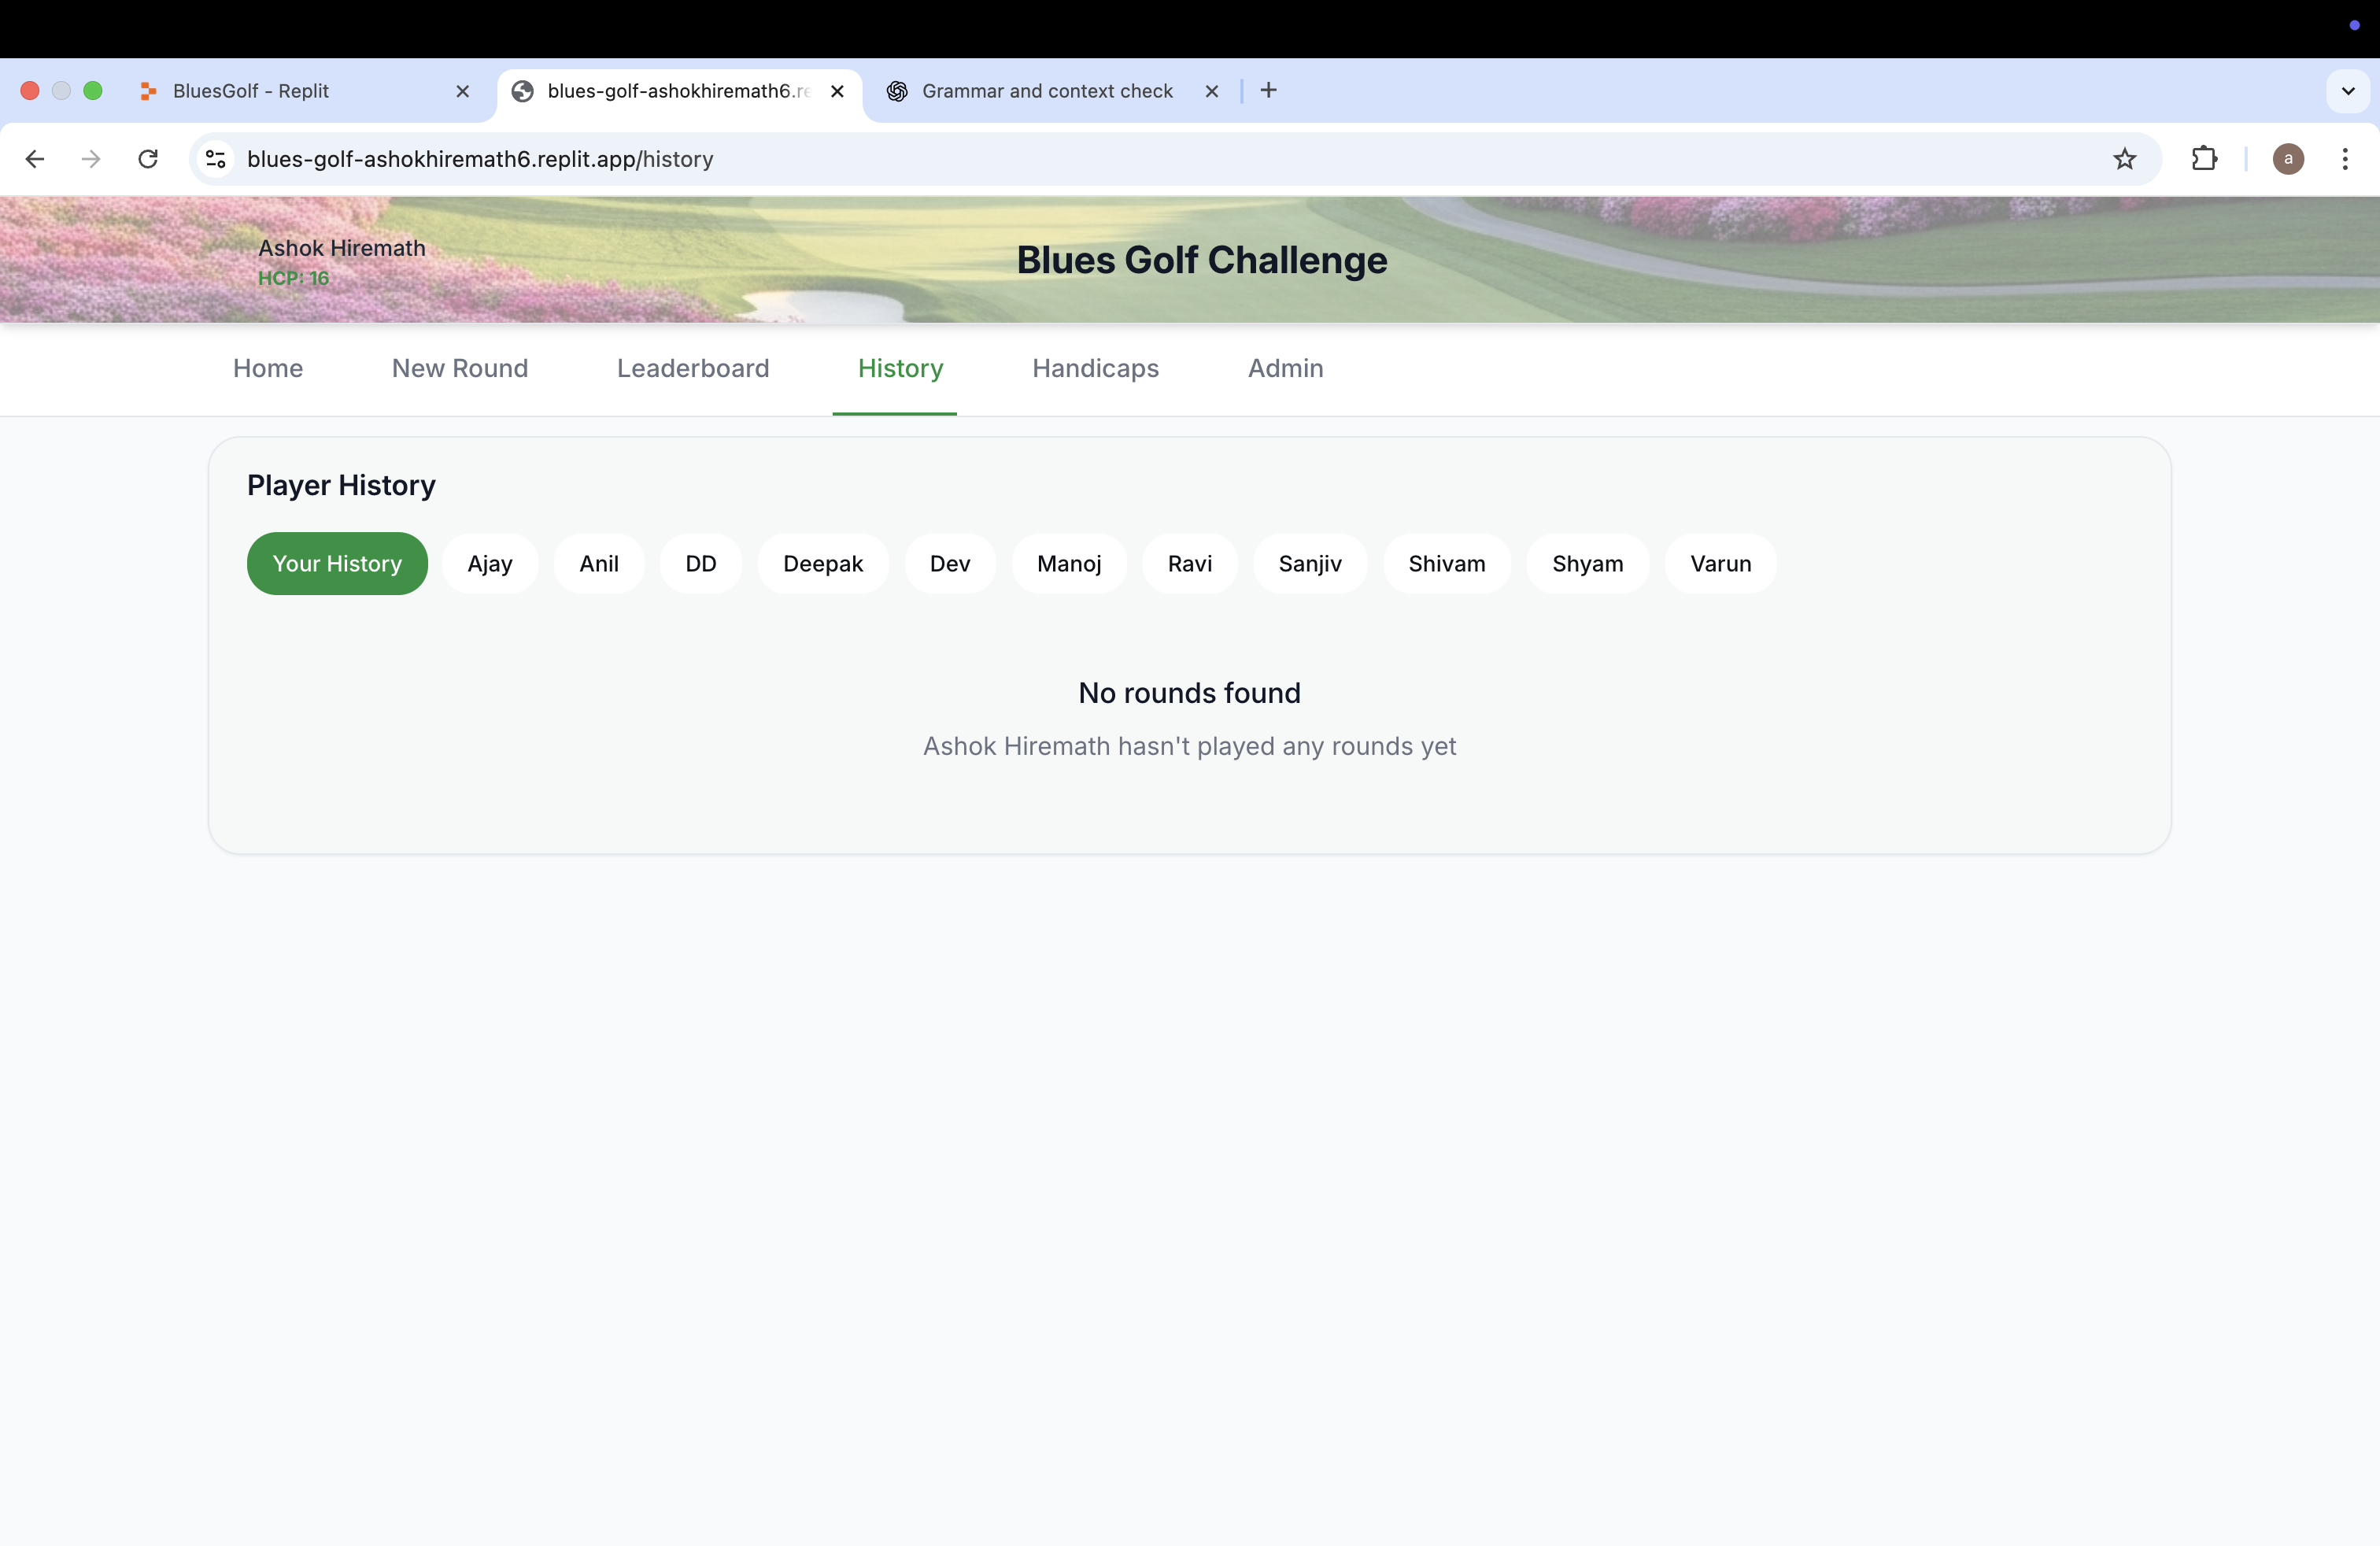 BluesGolf - Replit
blues-golf-ashokhiremath6.re
Grammar and context check
blues-golf-ashokhiremath6.replit.app/history
a
Ashok Hiremath
HCP: 16
Blues Golf Challenge
Home New Round Leaderboard History Handicaps Admin
Player History
Your History Ajay Anil DD Deepak Dev Manoj Ravi Sanjiv Shivam Shyam Varun
No rounds found
Ashok Hiremath hasn't played any rounds yet